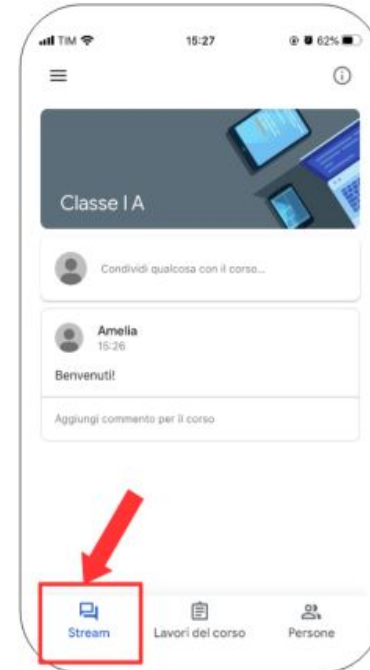 TIM 15:27 62%
Classe I A
Condividi qualcosa con il corso...
Amelia
15:26
Benvenuti!
Aggiungi commento per il corso
Stream Lavori del corso Persone